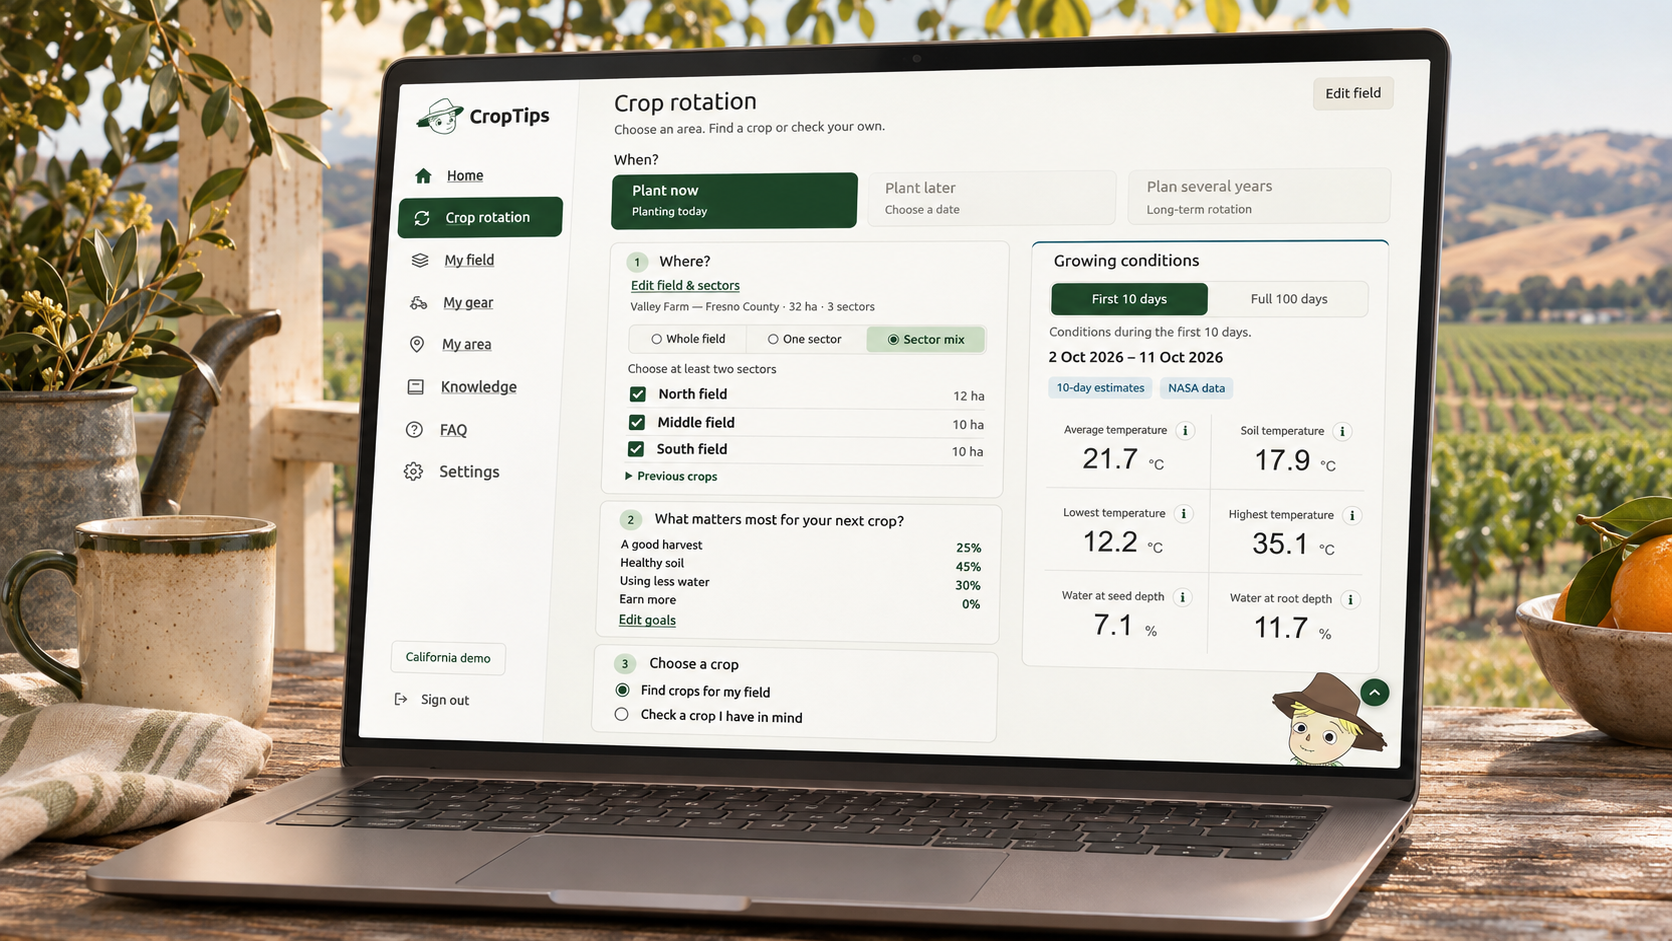 CropTips
Home
Crop rotation
My field
My gear
My area
Knowledge
FAQ
Settings
California demo
Sign out
Crop rotation
Choose an area. Find a crop or check your own.
Edit field
When?
Plant now
Planting today
Plant later
Choose a date
Plan several years
Long-term rotation
1 Where?
Edit field & sectors
Valley Farm — Fresno County · 32 ha · 3 sectors
Whole field
One sector
Sector mix
Choose at least two sectors
North field 12 ha
Middle field 10 ha
South field 10 ha
Previous crops
2 What matters most for your next crop?
A good harvest 25%
Healthy soil 45%
Using less water 30%
Earn more 0%
Edit goals
3 Choose a crop
Find crops for my field
Check a crop I have in mind
Growing conditions
First 10 days
Full 100 days
Conditions during the first 10 days.
2 Oct 2026 – 11 Oct 2026
10-day estimates
NASA data
Average temperature i
21.7 °C
Soil temperature i
17.9 °C
Lowest temperature i
12.2 °C
Highest temperature i
35.1 °C
Water at seed depth i
7.1 %
Water at root depth i
11.7 %